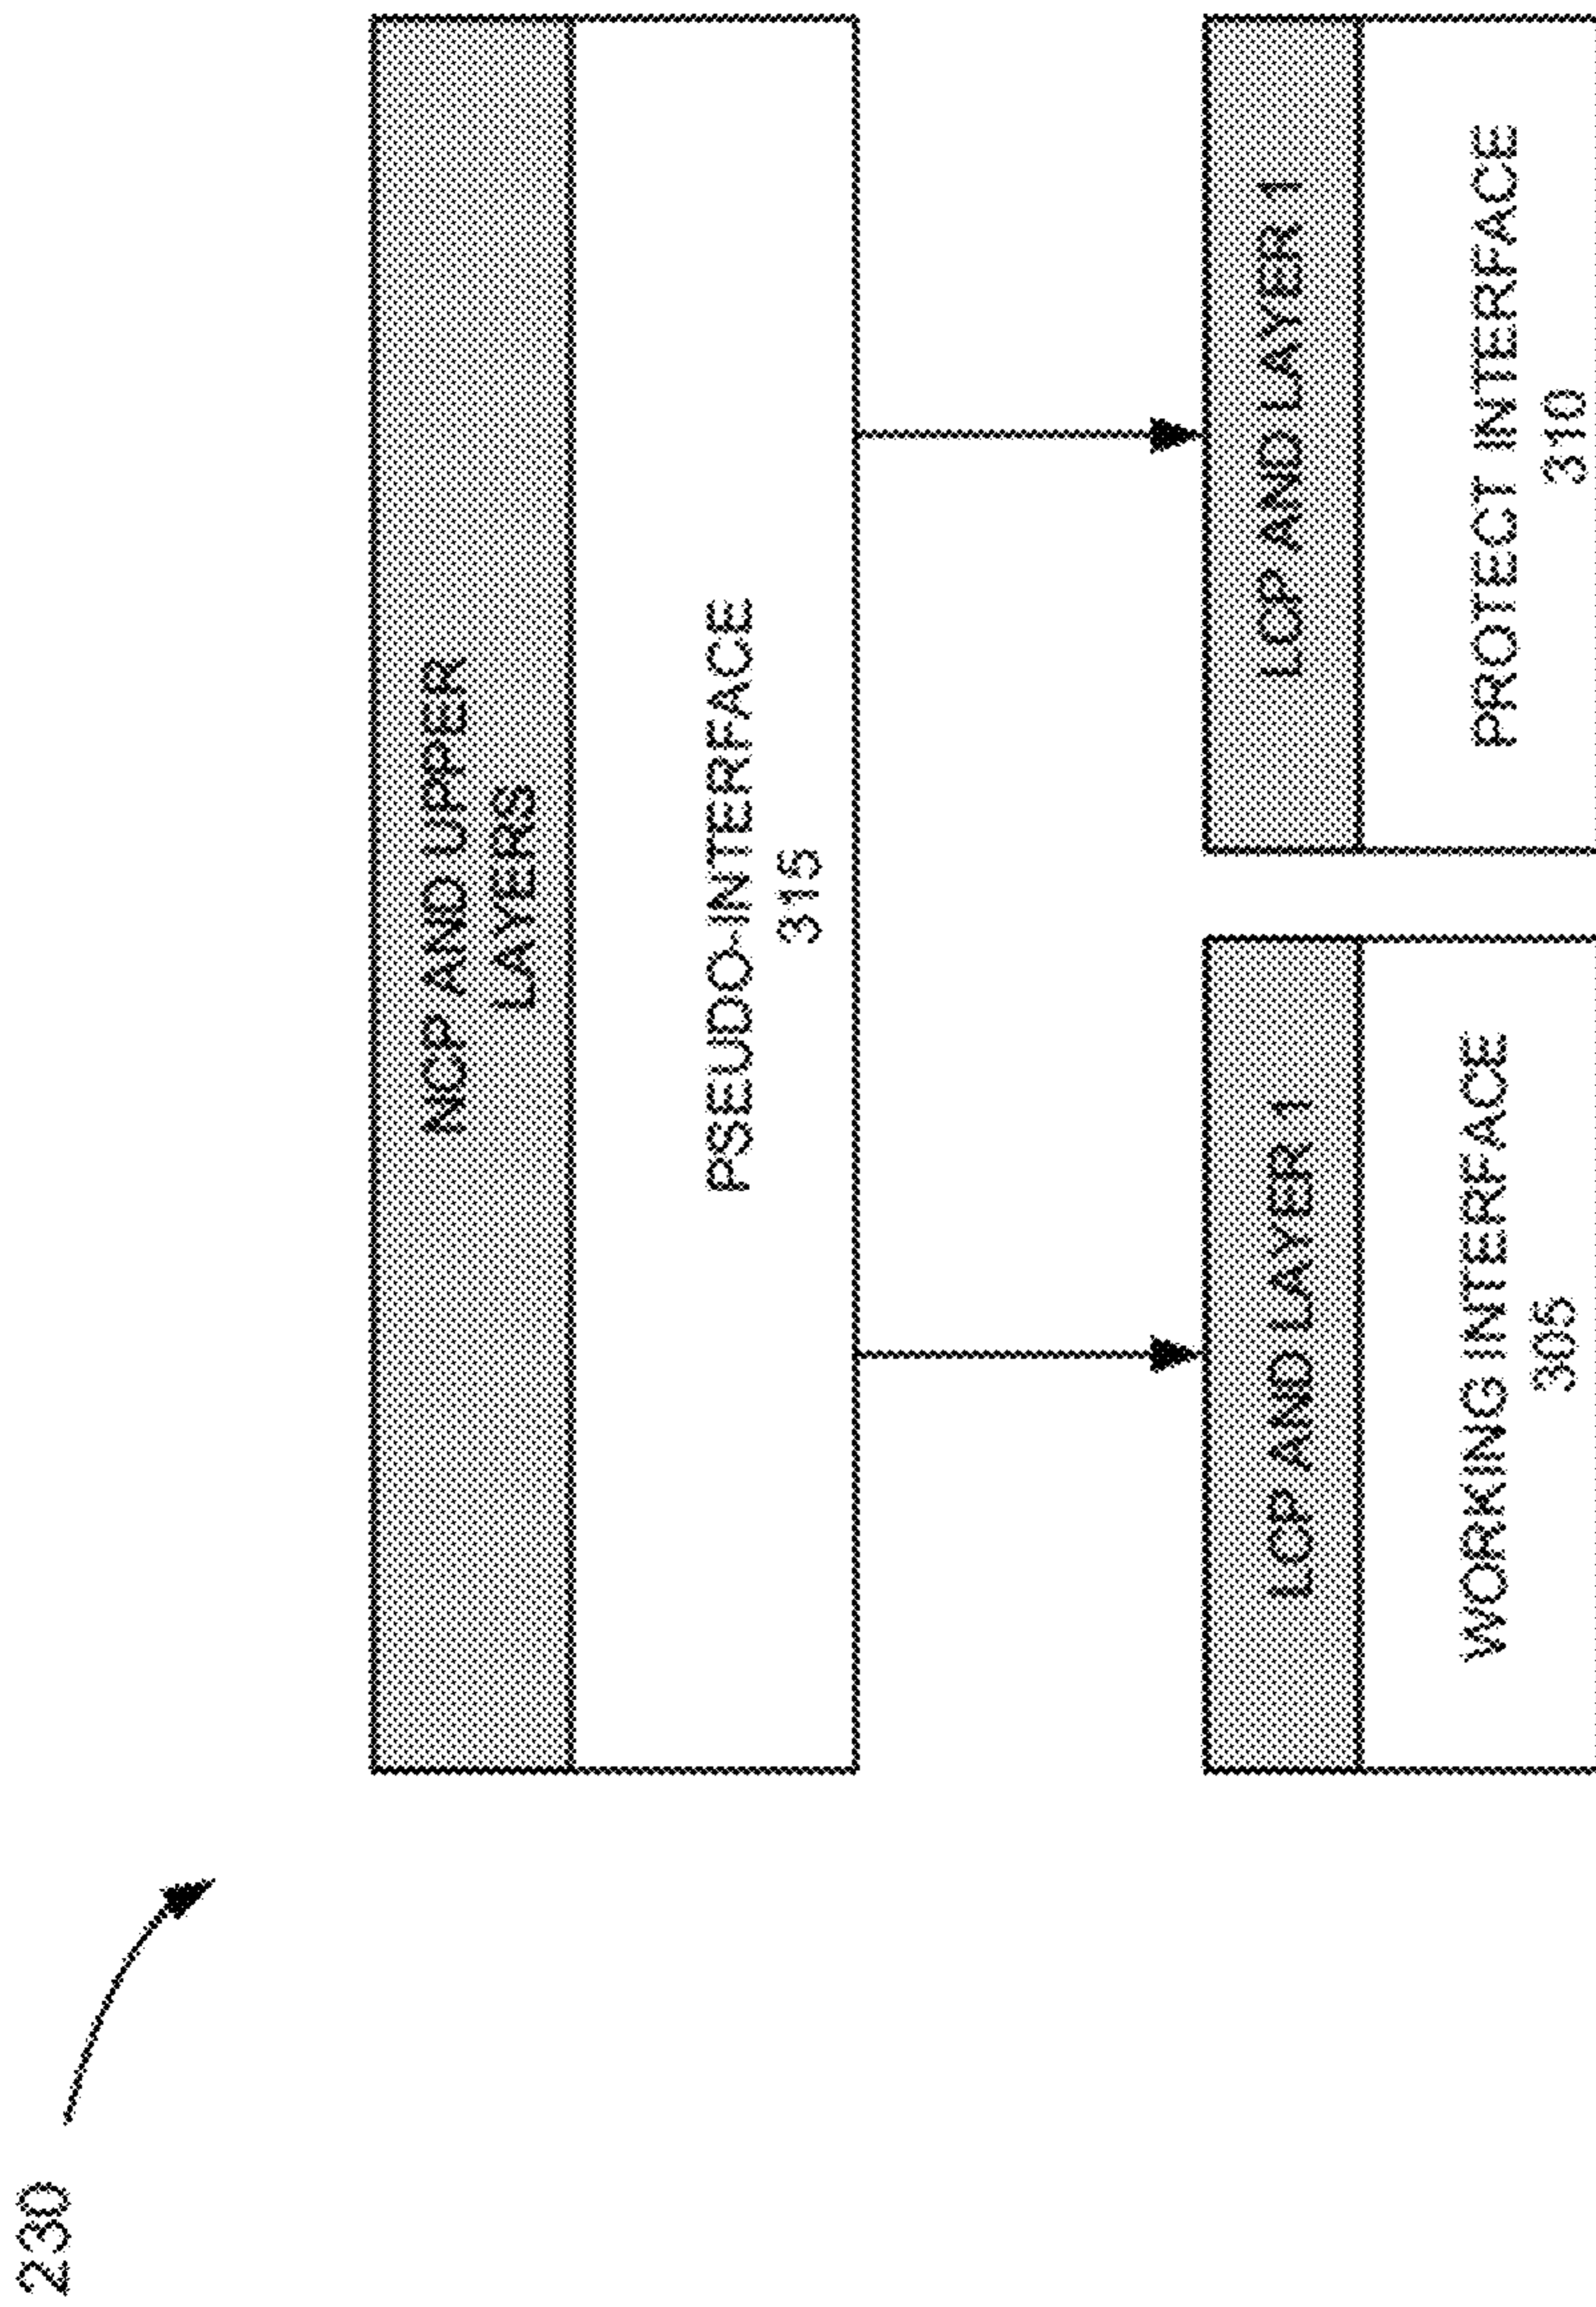 230
NCP AND UPPER
LAYERS
PSEUDO-INTERFACE
315
LCP AND LAYER 1
WORKING INTERFACE
305
LCP AND LAYER 1
PROTECT INTERFACE
310